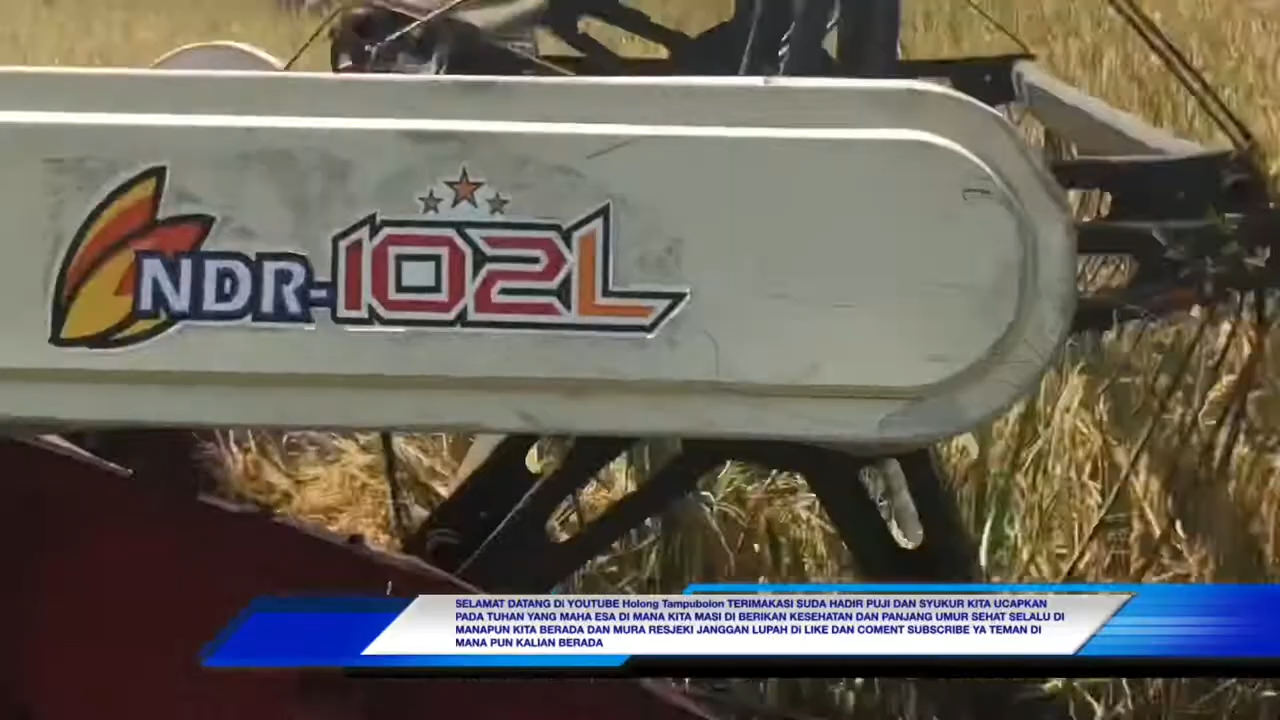 NDR-102L
SELAMAT DATANG Di YOUTUBE Holong Tampubolon TERIMAKASI SUDA HADIR PUJI DAN SYUKUR KITA UCAPKAN
PADA TUHAN YANG MAHA ESA DI MANA KITA MASI DI BERIKAN KESEHATAN DAN PANJANG UMUR SEHAT SELALU DI
MANAPUN KITA BERADA DAN MURA RESJEKI JANGGAN LUPAH Di LIKE DAN COMENT SUBSCRIBE YA TEMAN DI
MANA PUN KALIAN BERADA